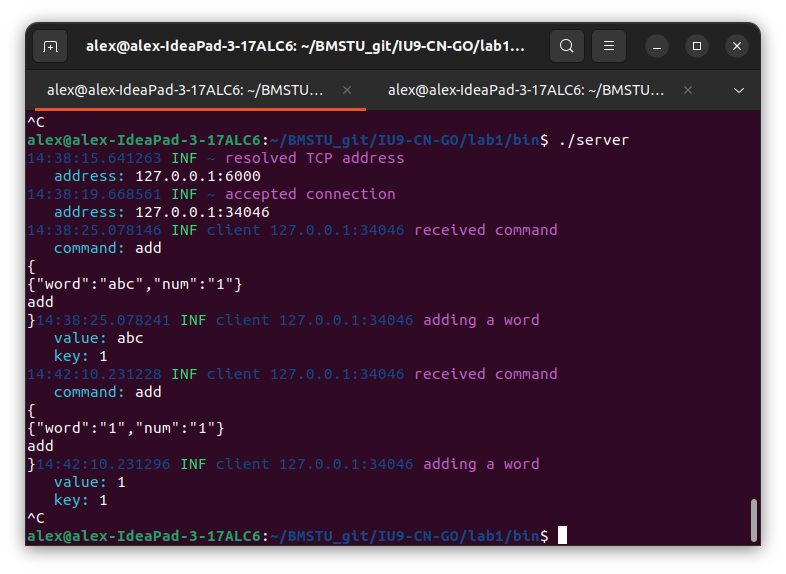 alex@alex-IdeaPad-3-17ALC6: ~/BMSTU_git/IU9-CN-GO/lab1...
alex@alex-IdeaPad-3-17ALC6: ~/BMSTU...
alex@alex-IdeaPad-3-17ALC6: ~/BMSTU...
^C
alex@alex-IdeaPad-3-17ALC6:~/BMSTU_git/IU9-CN-GO/lab1/bin$ ./server
14:38:15.641263 INF ~ resolved TCP address
   address: 127.0.0.1:6000
14:38:19.668561 INF ~ accepted connection
   address: 127.0.0.1:34046
14:38:25.078146 INF client 127.0.0.1:34046 received command
   command: add
{
{"word":"abc","num":"1"}
add
}14:38:25.078241 INF client 127.0.0.1:34046 adding a word
   value: abc
   key: 1
14:42:10.231228 INF client 127.0.0.1:34046 received command
   command: add
{
{"word":"1","num":"1"}
add
}14:42:10.231296 INF client 127.0.0.1:34046 adding a word
   value: 1
   key: 1
^C
alex@alex-IdeaPad-3-17ALC6:~/BMSTU_git/IU9-CN-GO/lab1/bin$